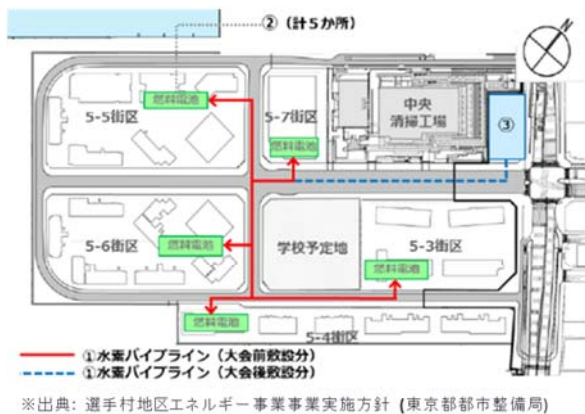 ②（計５か所）
N
5-5街区
燃料電池
5-7街区
燃料電池
中央
清掃工場
③
5-6街区
燃料電池
学校予定地
5-3街区
燃料電池
燃料電池
5-4街区
①水素パイプライン（大会前敷設分）
①水素パイプライン（大会後敷設分）
※出典: 選手村地区エネルギー事業事業実施方針 (東京都都市整備局)